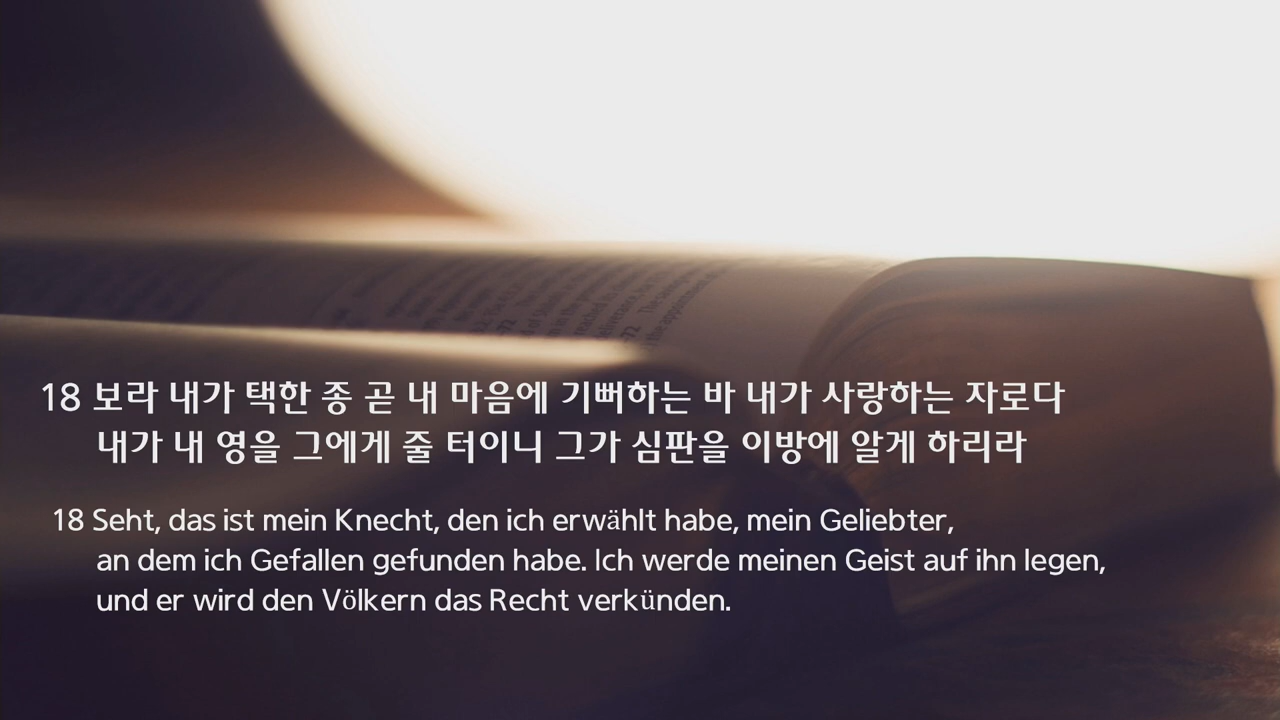 18 보라 내가 택한 종 곧 내 마음에 기뻐하는 바 내가 사랑하는 자로다
내가 내 영을 그에게 줄 터이니 그가 심판을 이방에 알게 하리라
18 Seht, das ist mein Knecht, den ich erwählt habe, mein Geliebter,
an dem ich Gefallen gefunden habe. Ich werde meinen Geist auf ihn legen,
und er wird den Völkern das Recht verkünden.